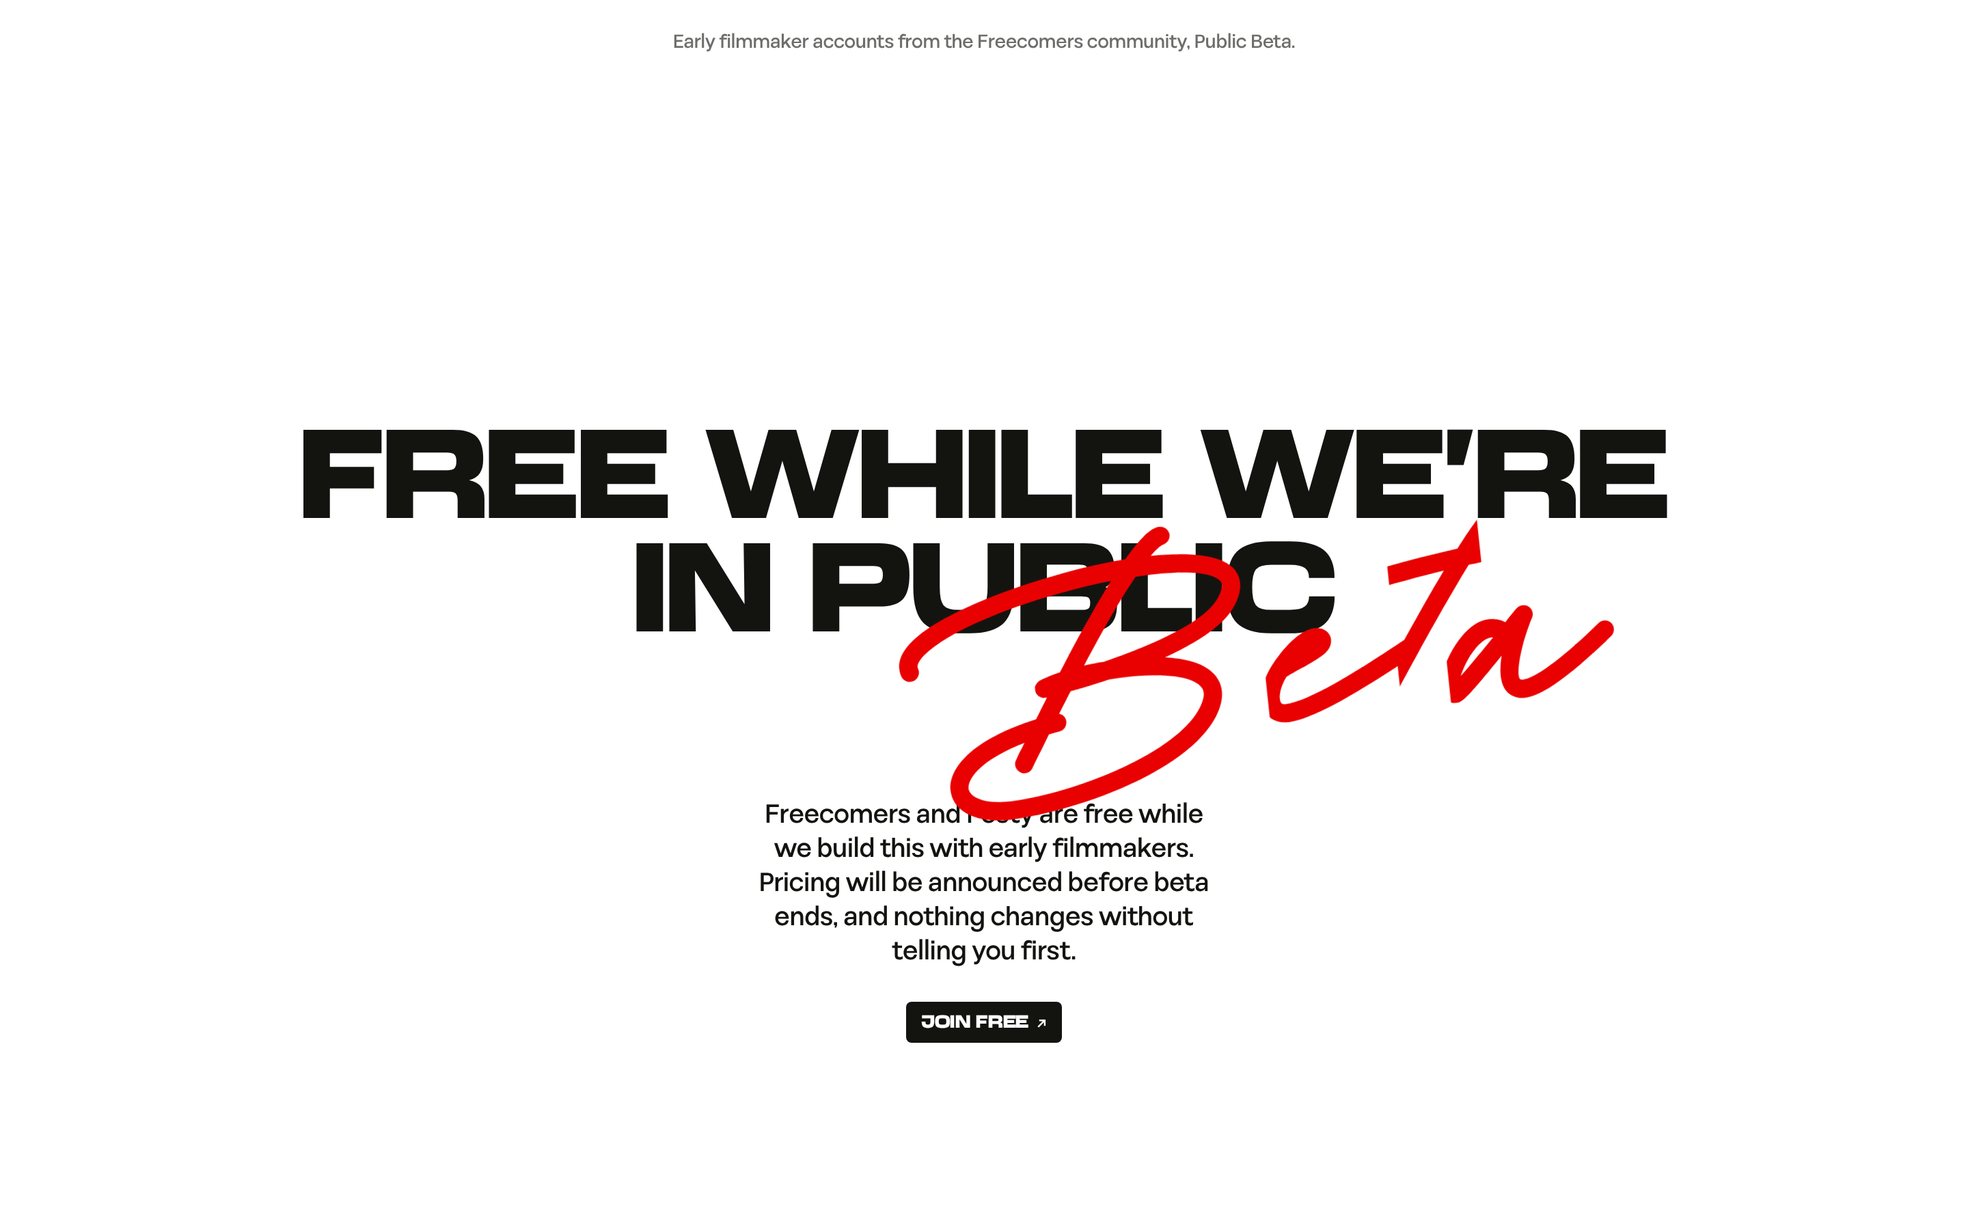 Early filmmaker accounts from the Freecomers community, Public Beta.
FREE WHILE WE'RE
IN PUBLIC
Beta
Freecomers and Festy are free while
we build this with early filmmakers.
Pricing will be announced before beta
ends, and nothing changes without
telling you first.
JOIN FREE